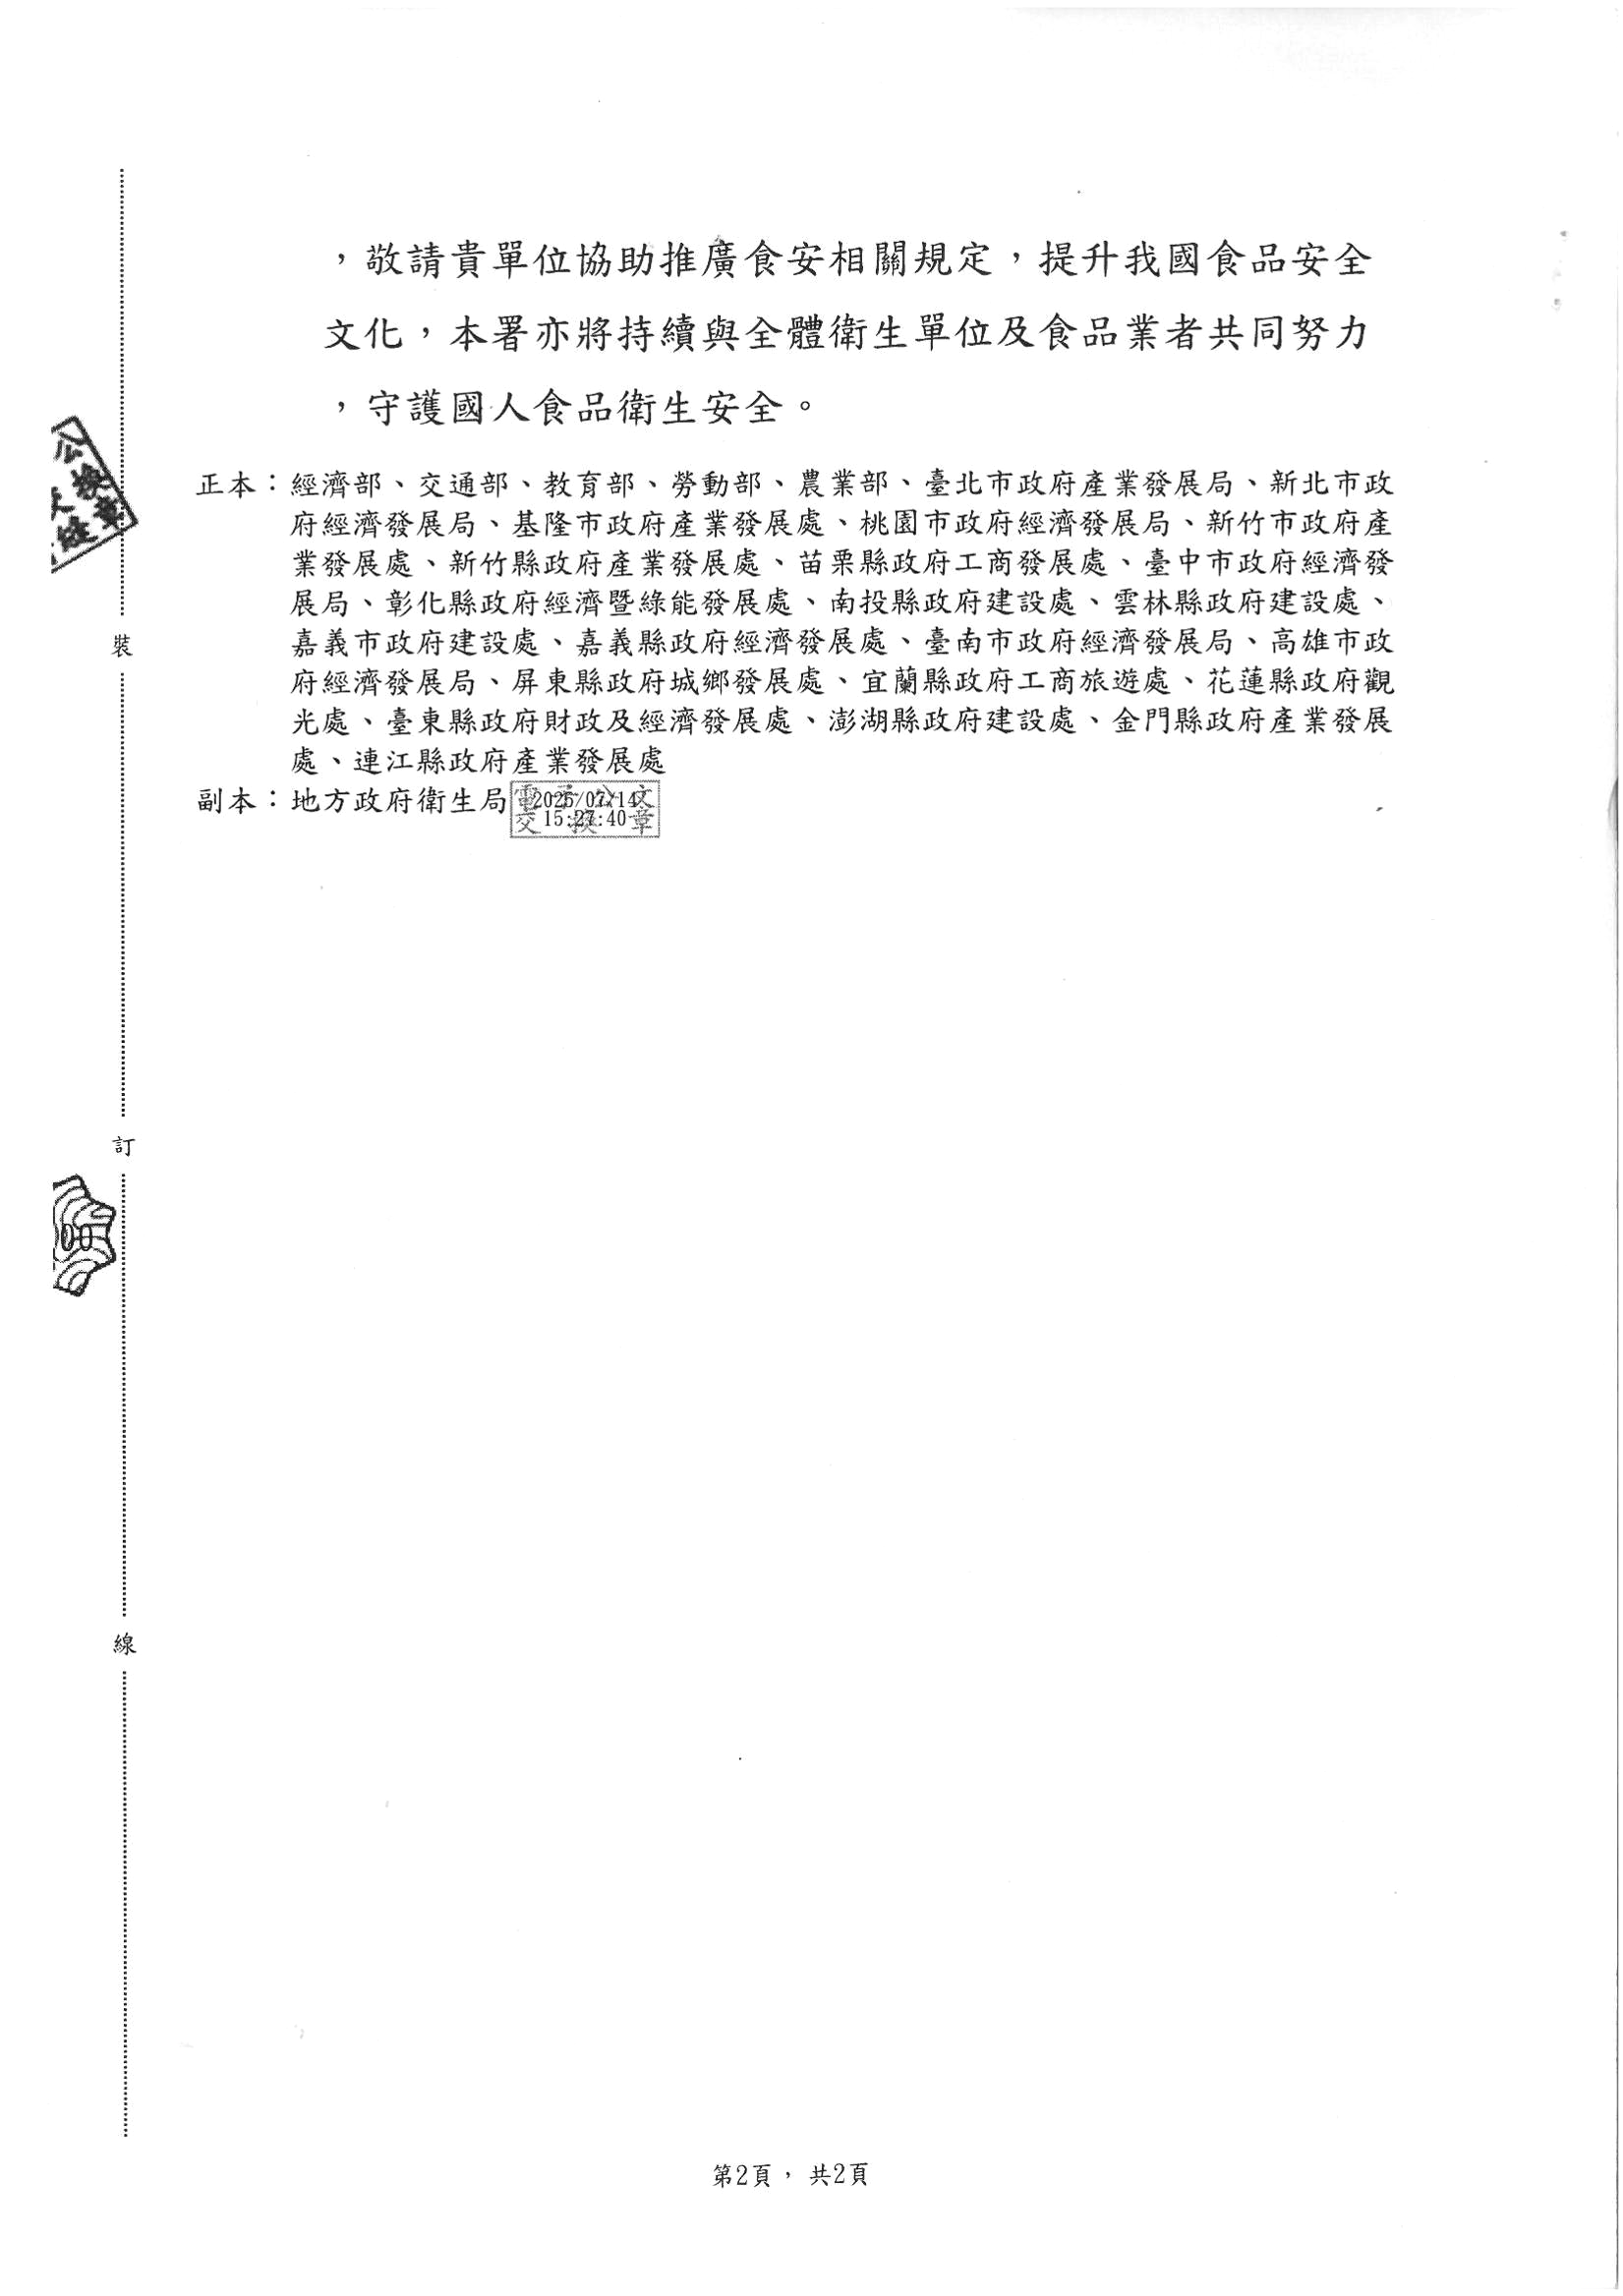 ，敬請貴單位協助推廣食安相關規定，提升我國食品安全
文化，本署亦將持續與全體衛生單位及食品業者共同努力
，守護國人食品衛生安全。
正本：經濟部、交通部、教育部、勞動部、農業部、臺北市政府產業發展局、新北市政
府經濟發展局、基隆市政府產業發展處、桃園市政府經濟發展局、新竹市政府產
業發展處、新竹縣政府產業發展處、苗栗縣政府工商發展處、臺中市政府經濟發
展局、彰化縣政府經濟暨綠能發展處、南投縣政府建設處、雲林縣政府建設處、
嘉義市政府建設處、嘉義縣政府經濟發展處、臺南市政府經濟發展局、高雄市政
府經濟發展局、屏東縣政府城鄉發展處、宜蘭縣政府工商旅遊處、花蓮縣政府觀
光處、臺東縣政府財政及經濟發展處、澎湖縣政府建設處、金門縣政府產業發展
處、連江縣政府產業發展處
副本：地方政府衛生局
電子公文
2025/07/14
交換章
15:27:40
公換
縫章
裝
訂
線
第2頁，共2頁